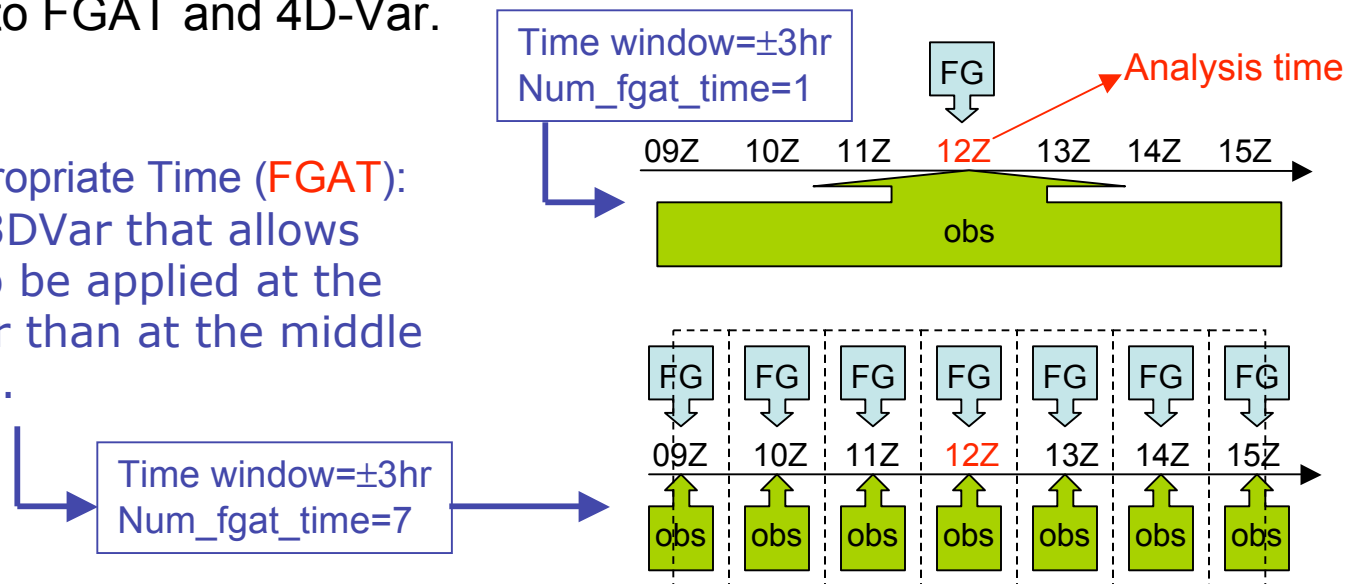 to FGAT and 4D-Var.
Time window=±3hr
Num_fgat_time=1
FG
Analysis time
09Z 10Z 11Z 12Z 13Z 14Z 15Z
obs
ropriate Time (FGAT):
3DVar that allows
o be applied at the
r than at the middle
.
Time window=±3hr
Num_fgat_time=7
FG FG FG FG FG FG FG
09Z 10Z 11Z 12Z 13Z 14Z 15Z
obs obs obs obs obs obs obs